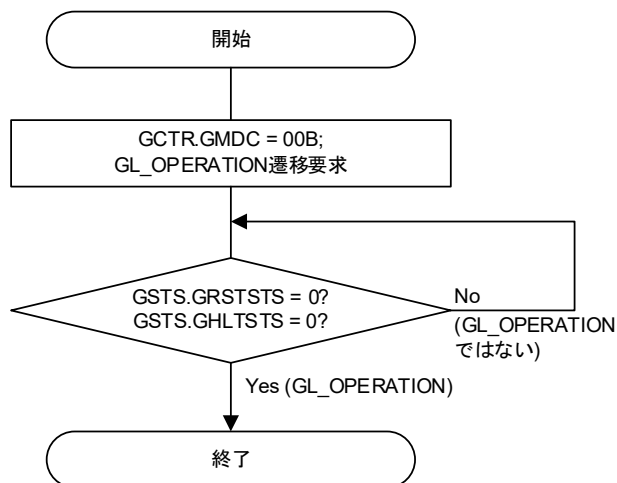 開始
GCTR.GMDC = 00B;
GL_OPERATION遷移要求
GSTS.GRSTSTS = 0?
GSTS.GHLTSTS = 0?
No
(GL_OPERATION
ではない)
Yes (GL_OPERATION)
終了